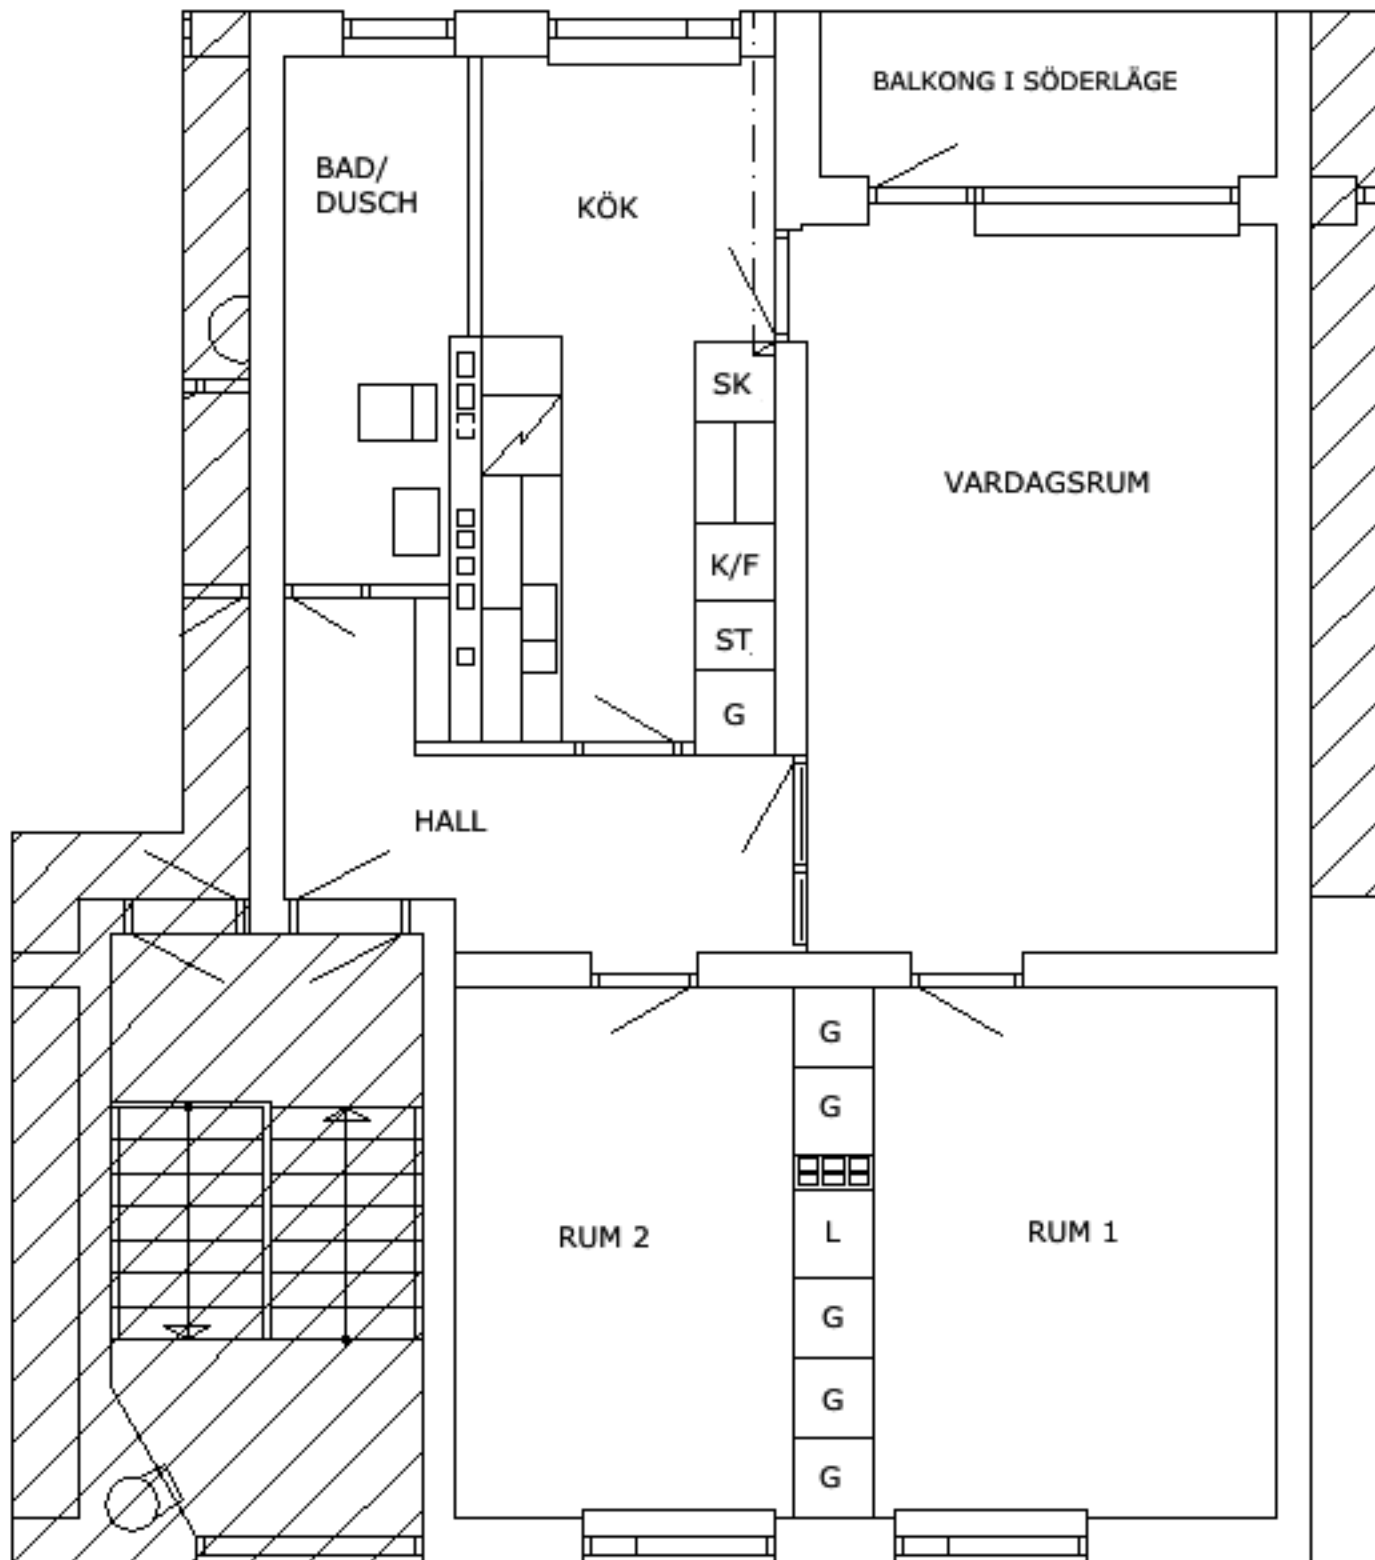 BALKONG I SÖDERLÄGE
BAD/
DUSCH
KÖK
SK
VARDAGSRUM
K/F
ST
G
HALL
G
G
L
RUM 2
RUM 1
G
G
G